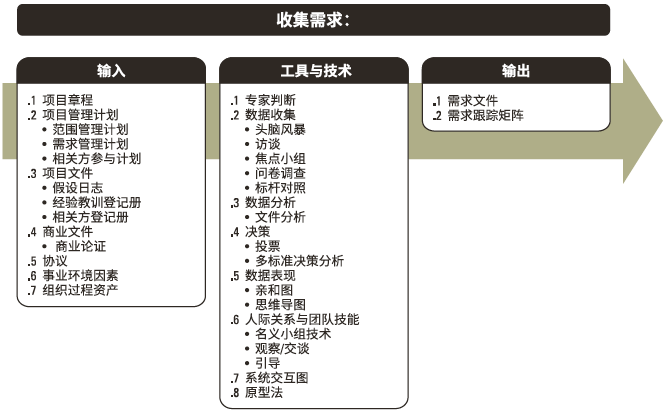 收集需求：
输入
.1 项目章程
.2 项目管理计划
• 范围管理计划
• 需求管理计划
• 相关方参与计划
.3 项目文件
• 假设日志
• 经验教训登记册
• 相关方登记册
.4 商业文件
• 商业论证
.5 协议
.6 事业环境因素
.7 组织过程资产
工具与技术
.1 专家判断
.2 数据收集
• 头脑风暴
• 访谈
• 焦点小组
• 问卷调查
• 标杆对照
.3 数据分析
• 文件分析
.4 决策
• 投票
• 多标准决策分析
.5 数据表现
• 亲和图
• 思维导图
.6 人际关系与团队技能
• 名义小组技术
• 观察/交谈
• 引导
.7 系统交互图
.8 原型法
输出
.1 需求文件
.2 需求跟踪矩阵